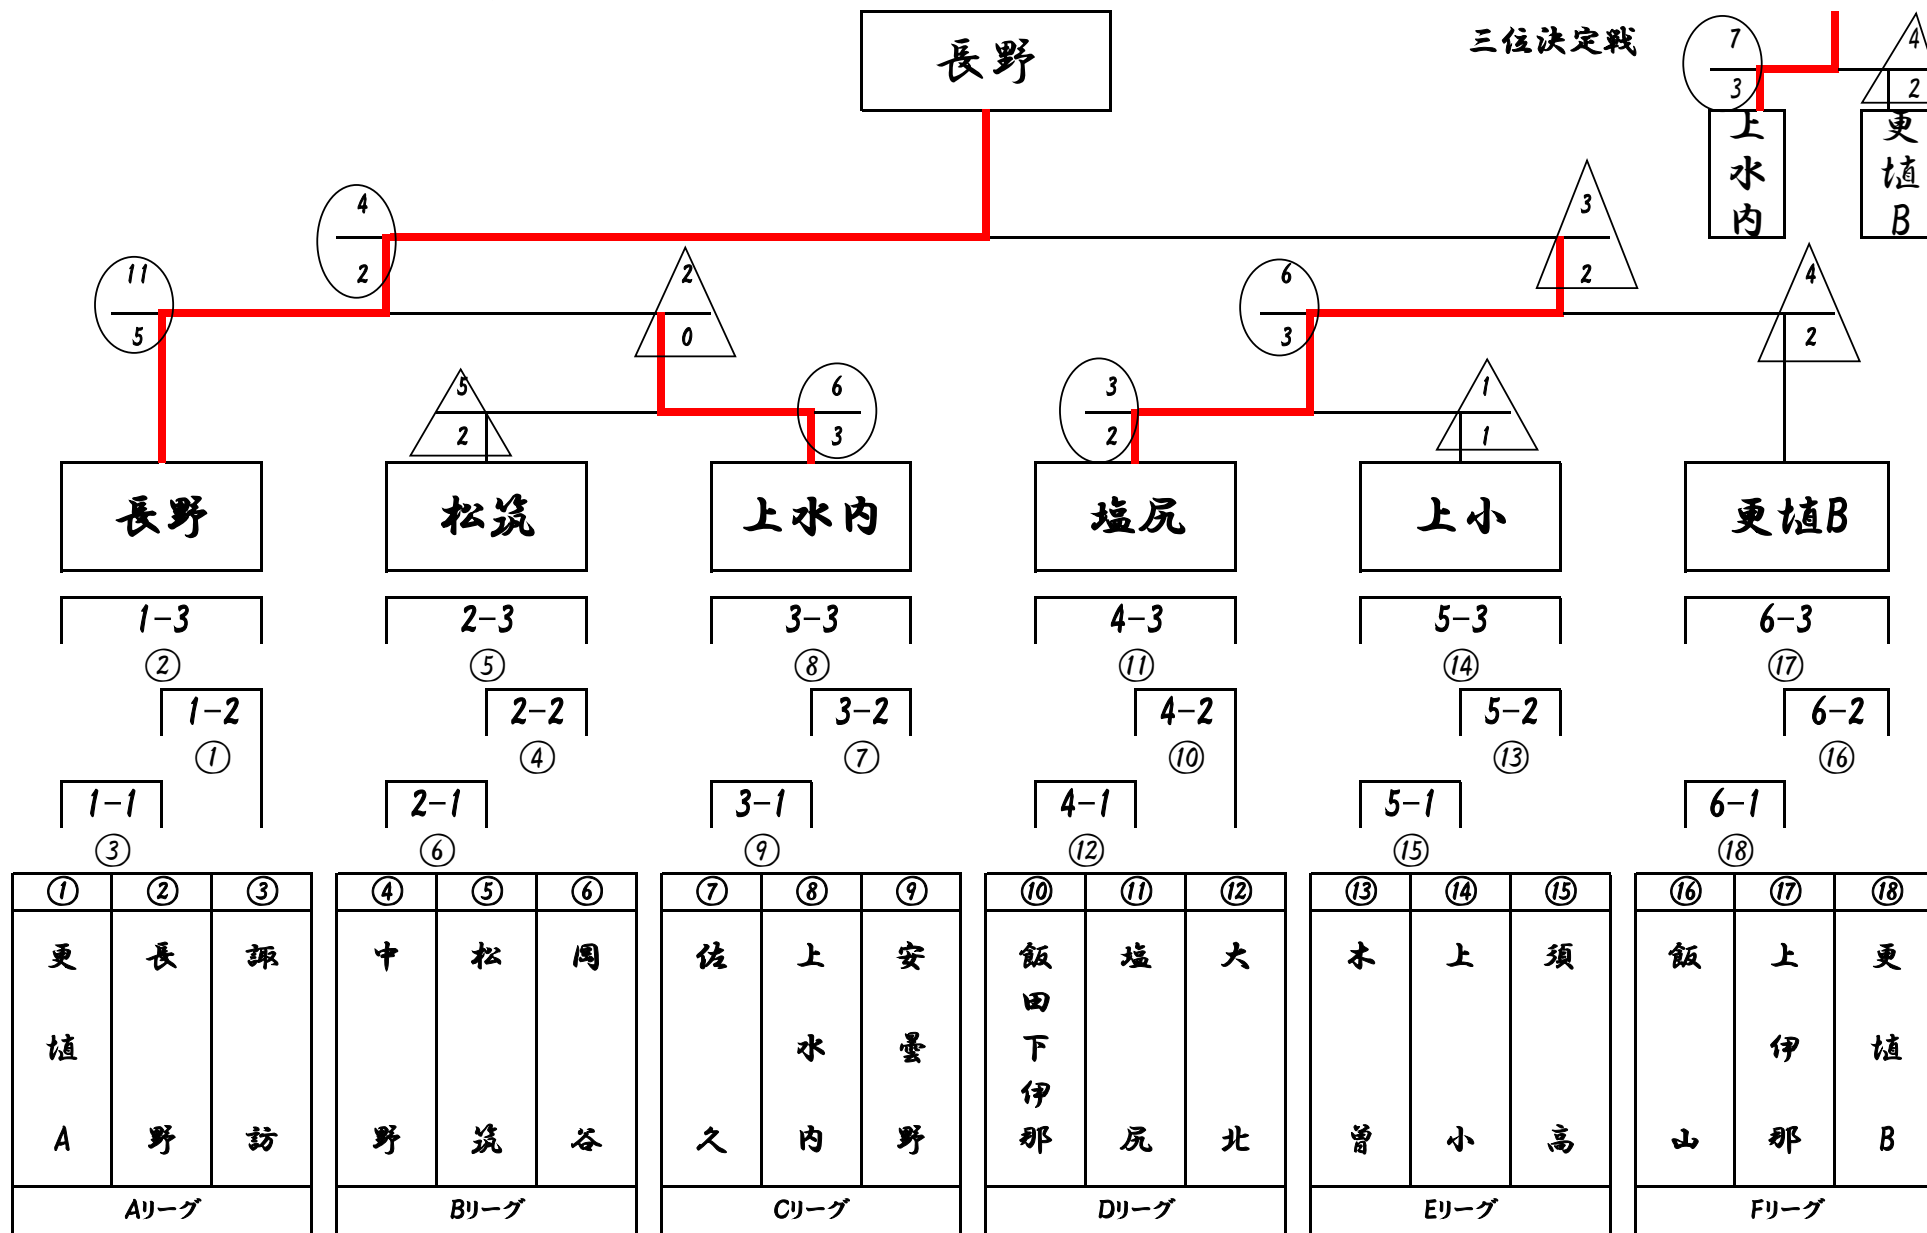 長野
三位決定戦
7
4
3
2
上水内
更埴B
4
3
2
2
11
2
6
4
5
0
3
2
5
6
3
1
2
3
2
1
長野
松筑
上水内
塩尻
上小
更埴B
1-3
2-3
3-3
4-3
5-3
6-3
②
⑤
⑧
⑪
⑭
⑰
1-2
2-2
3-2
4-2
5-2
6-2
①
④
⑦
⑩
⑬
⑯
1-1
2-1
3-1
4-1
5-1
6-1
③
⑥
⑨
⑫
⑮
⑱
① ② ③
④ ⑤ ⑥
⑦ ⑧ ⑨
⑩ ⑪ ⑫
⑬ ⑭ ⑮
⑯ ⑰ ⑱
更埴A
長野
諏訪
中野
松筑
岡谷
佐久
上水内
安曇野
飯田下伊那
塩尻
大北
木曽
上小
須高
飯山
上伊那
更埴B
Aリーグ
Bリーグ
Cリーグ
Dリーグ
Eリーグ
Fリーグ